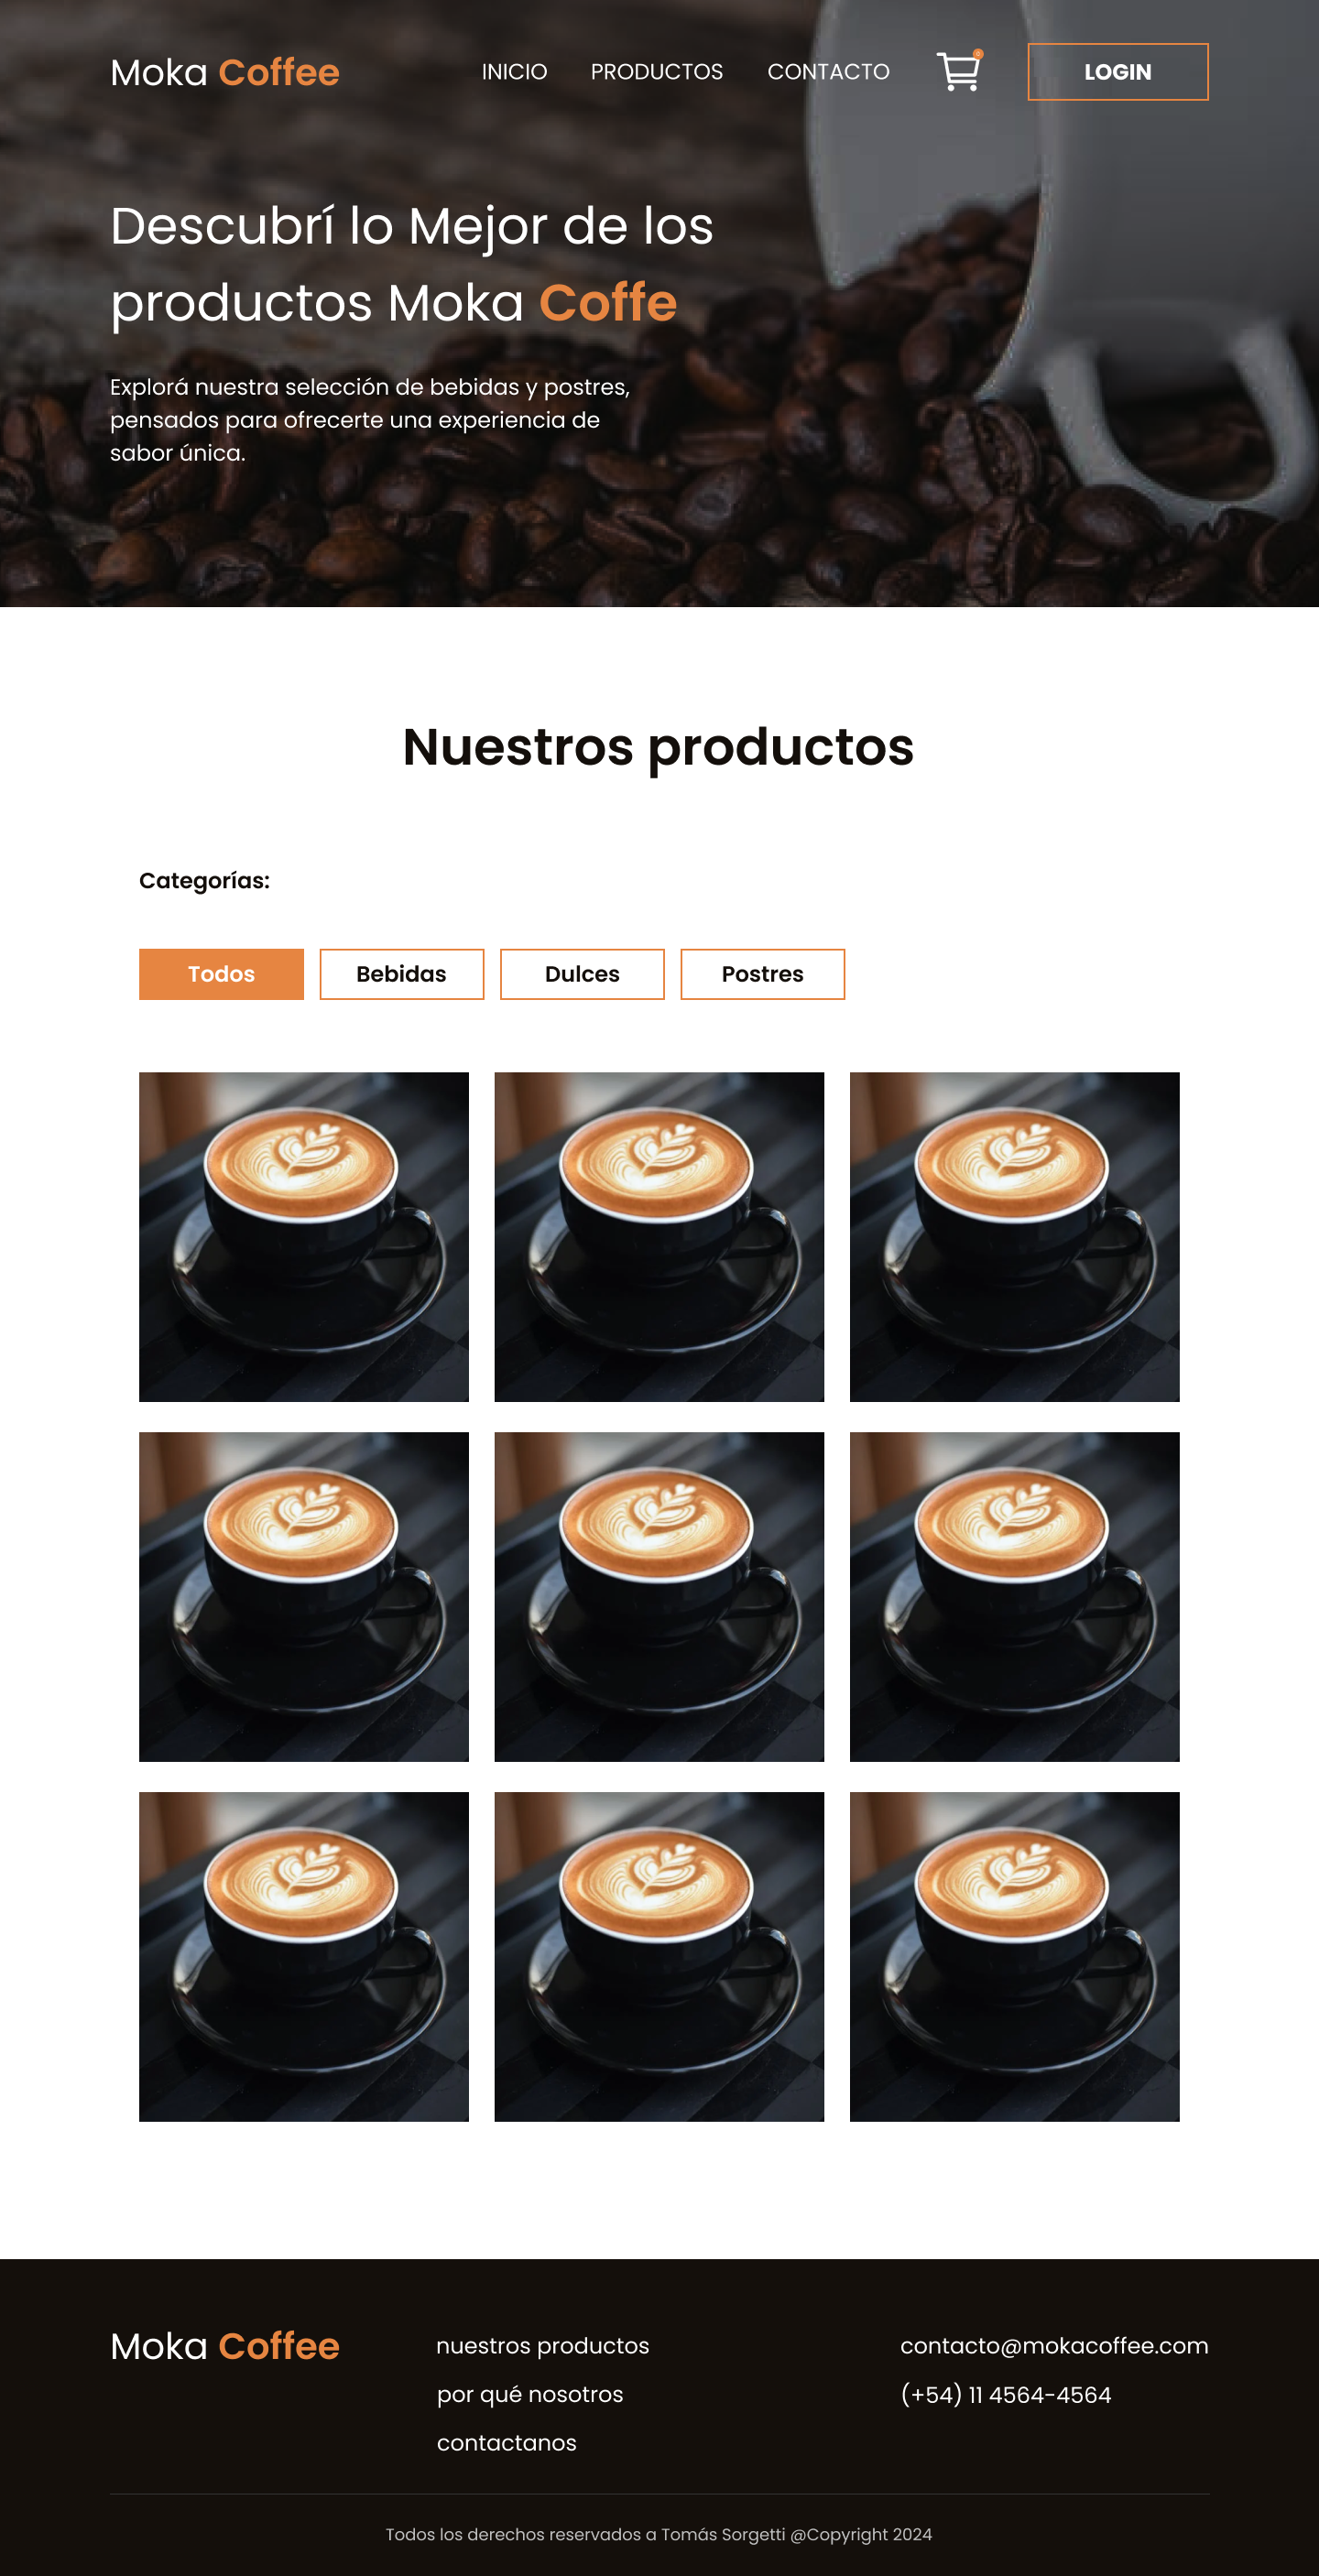 Moka Coffee
INICIO
PRODUCTOS
CONTACTO
LOGIN
Descubrí lo Mejor de los
productos Moka Coffe
Explorá nuestra selección de bebidas y postres,
pensados para ofrecerte una experiencia de
sabor única.
Nuestros productos
Categorías:
Todos
Bebidas
Dulces
Postres
Moka Coffee
nuestros productos
por qué nosotros
contactanos
contacto@mokacoffee.com
(+54) 11 4564-4564
Todos los derechos reservados a Tomás Sorgetti @Copyright 2024